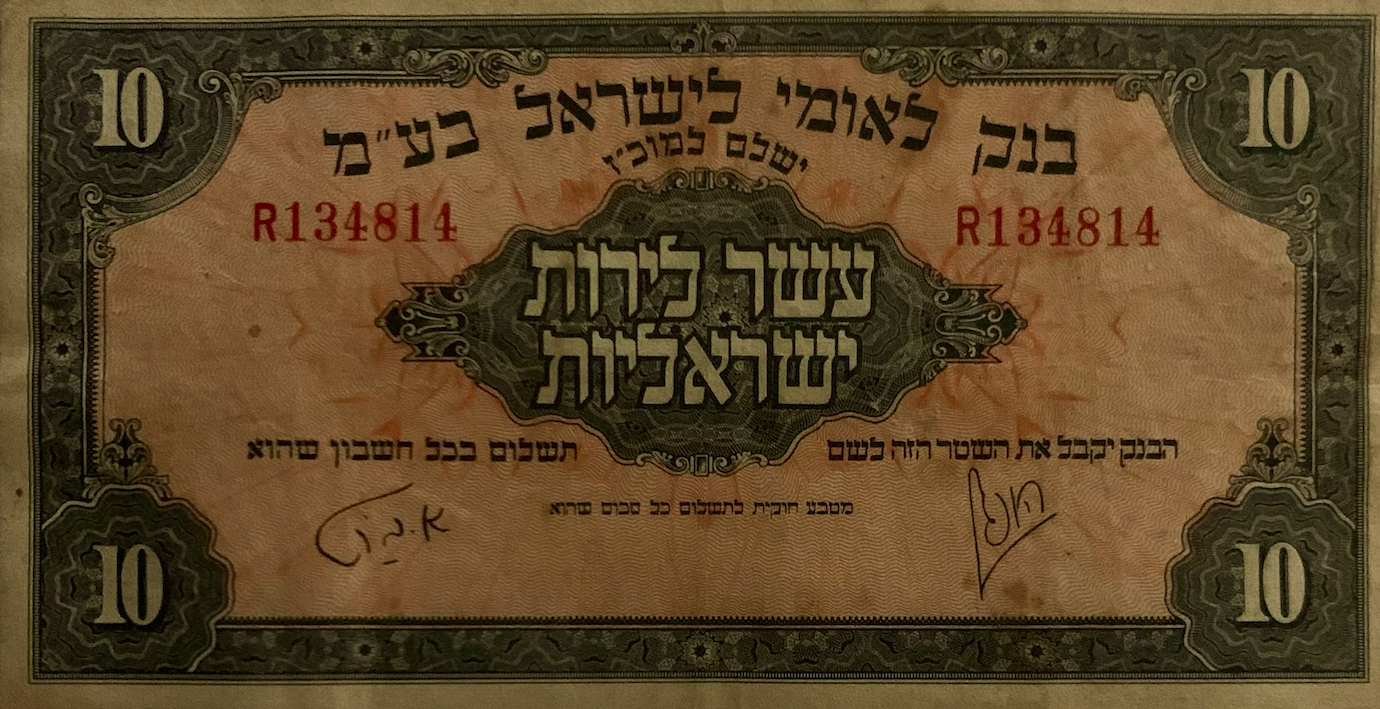 10 10
בנק לאומי לישראל בע״מ
ישלם למוכ״ז
R134814 R134814
עשר לירות
ישראליות
הבנק יקבל את השטר הזה לשם תשלום בכל חשבון שהוא
מטבע חוקית לתשלום כל סכום שהוא
10 10